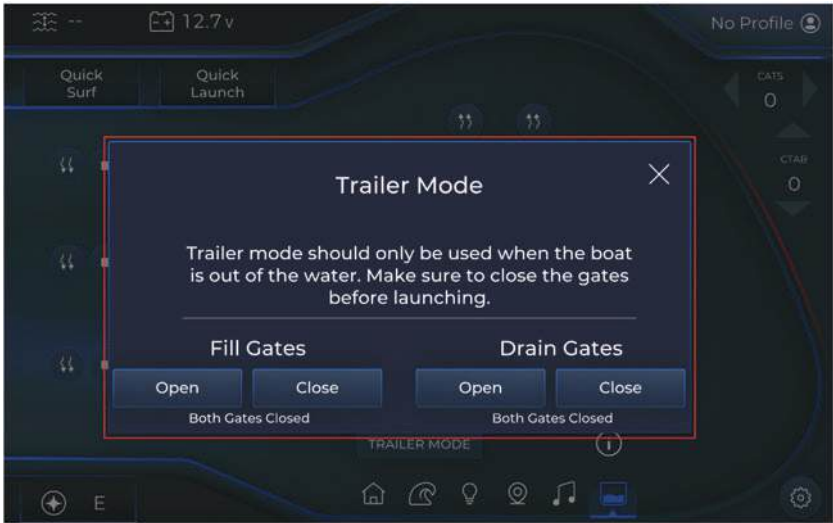 --
12.7 v
No Profile
Quick
Surf
Quick
Launch
CATS
0
CTAB
0
Trailer Mode
Trailer mode should only be used when the boat
is out of the water. Make sure to close the gates
before launching.
Fill Gates
Drain Gates
Open
Close
Open
Close
Both Gates Closed
Both Gates Closed
TRAILER MODE
E